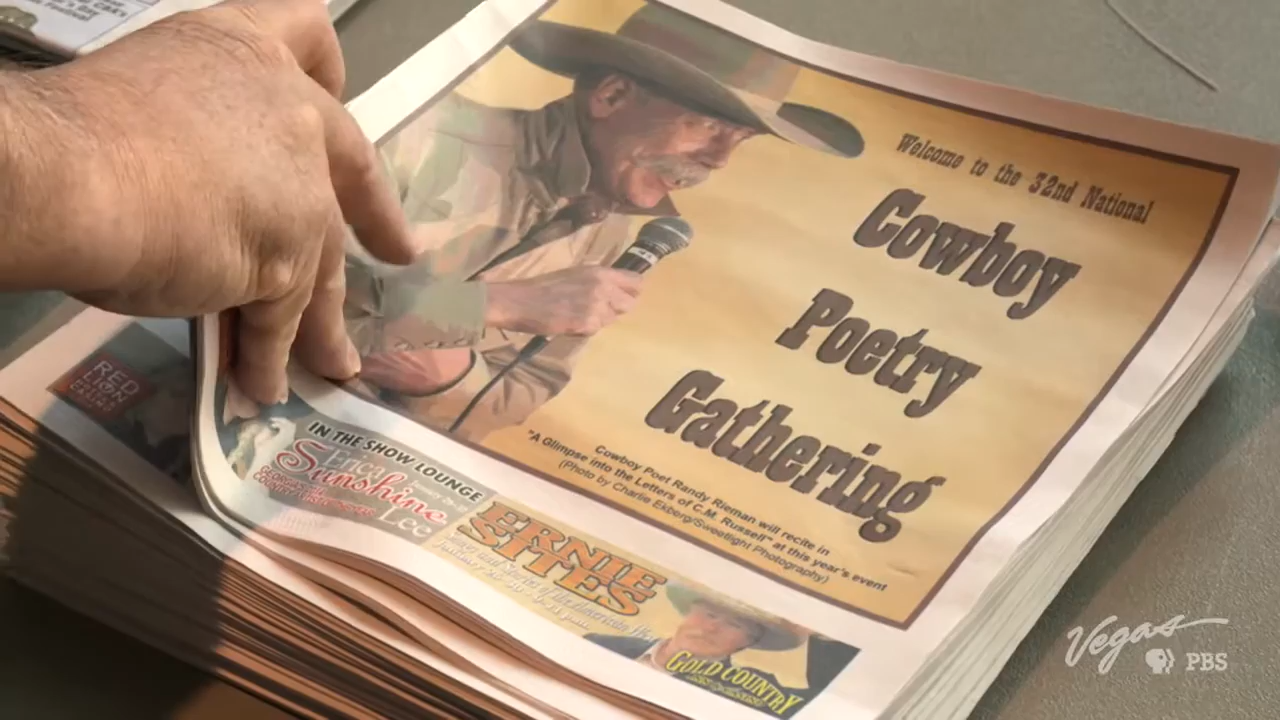 Welcome to the 32nd National
Cowboy
Poetry
Gathering
Cowboy Poet Randy Rieman will recite in
"A Glimpse into the Letters of C.M. Russell" at this year's event
(Photo by Charlie Ekberg/Sweetlight Photography)
RED
LION
CASINO
IN THE SHOW LOUNGE
Erica
Sunshine
Lee
ERNIE
SITES
GOLD COUNTRY
Vegas
PBS